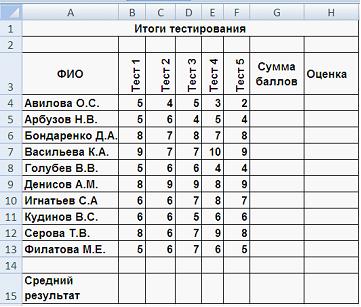 A B C D E F G H
1 Итоги тестирования
2
3 ФИО Тест 1 Тест 2 Тест 3 Тест 4 Тест 5 Сумма баллов Оценка
4 Авилова О.С. 5 4 5 3 2
5 Арбузов Н.В. 5 6 4 5 4
6 Бондаренко Д.А. 8 7 8 7 8
7 Васильева К.А. 9 7 7 10 9
8 Голубев В.В. 5 6 6 4 4
9 Денисов А.М. 8 9 9 8 9
10 Игнатьев С.А 6 6 7 6 7
11 Кудинов В.С. 6 6 5 6 6
12 Серова Т.В. 8 6 7 9 8
13 Филатова М.Е. 5 6 7 6 5
14
15 Средний
результат